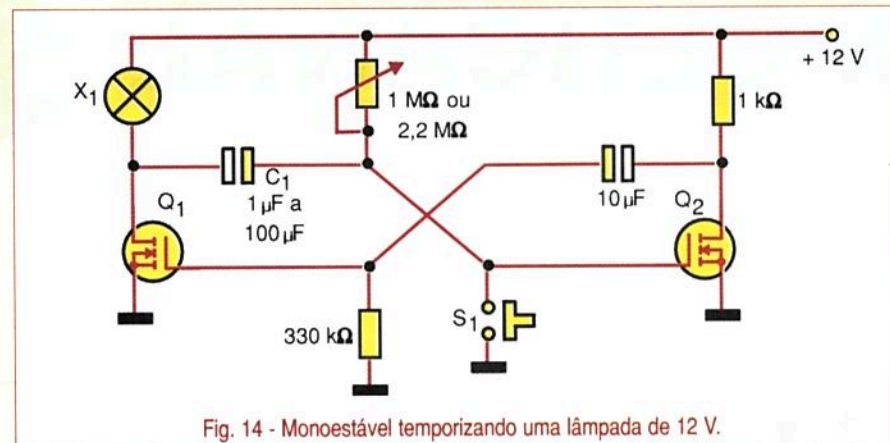 + 12 V
X1
1 MΩ ou
2,2 MΩ
1 kΩ
C1
1 µF a
100 µF
10 µF
Q1
Q2
330 kΩ
S1
Fig. 14 - Monoestável temporizando uma lâmpada de 12 V.